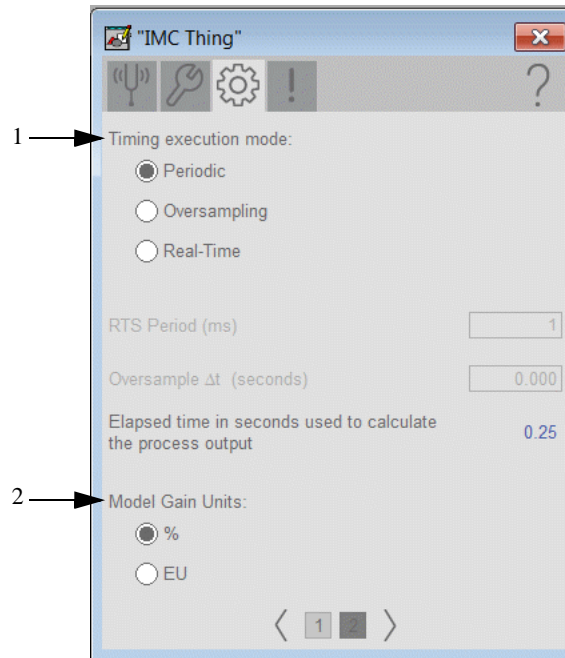 "IMC Thing"
?
1
Timing execution mode:
Periodic
Oversampling
Real-Time
RTS Period (ms)
1
Oversample Δt (seconds)
0.000
Elapsed time in seconds used to calculate
the process output
0.25
2
Model Gain Units:
%
EU
1 2